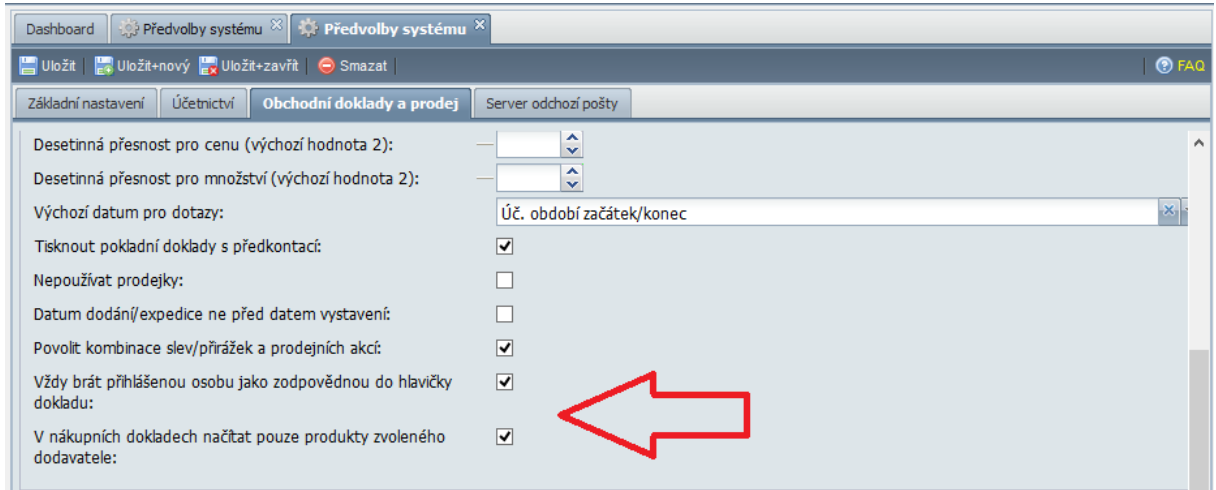 Dashboard Předvolby systému Předvolby systému
Uložit Uložit+nový Uložit+zavřít Smazat FAQ
Základní nastavení Účetnictví Obchodní doklady a prodej Server odchozí pošty
Desetinná přesnost pro cenu (výchozí hodnota 2):
Desetinná přesnost pro množství (výchozí hodnota 2):
Výchozí datum pro dotazy: Úč. období začátek/konec
Tisknout pokladní doklady s předkontací:
Nepoužívat prodejky:
Datum dodání/expedice ne před datem vystavení:
Povolit kombinace slev/přirážek a prodejních akcí:
Vždy brát přihlášenou osobu jako zodpovědnou do hlavičky
dokladu:
V nákupních dokladech načítat pouze produkty zvoleného
dodavatele: